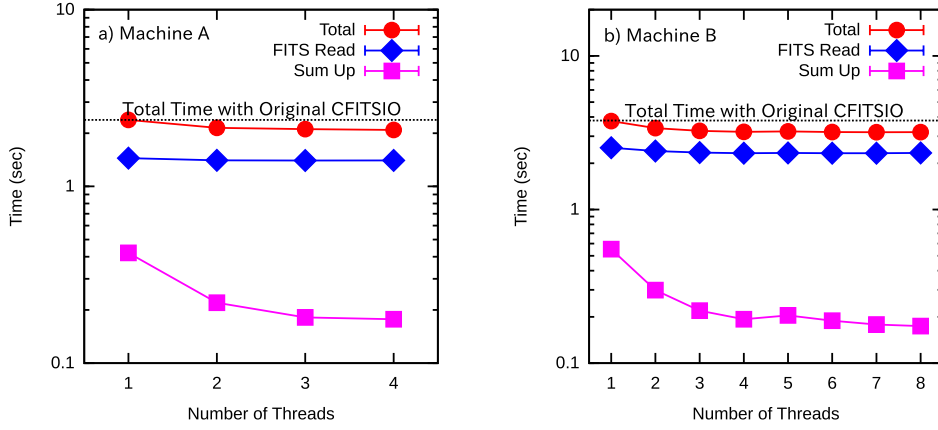 a) Machine A
Total
FITS Read
Sum Up
Total Time with Original CFITSIO
10
1
0.1
Time (sec)
1 2 3 4
Number of Threads
b) Machine B
Total
FITS Read
Sum Up
Total Time with Original CFITSIO
10
1
0.1
Time (sec)
1 2 3 4 5 6 7 8
Number of Threads